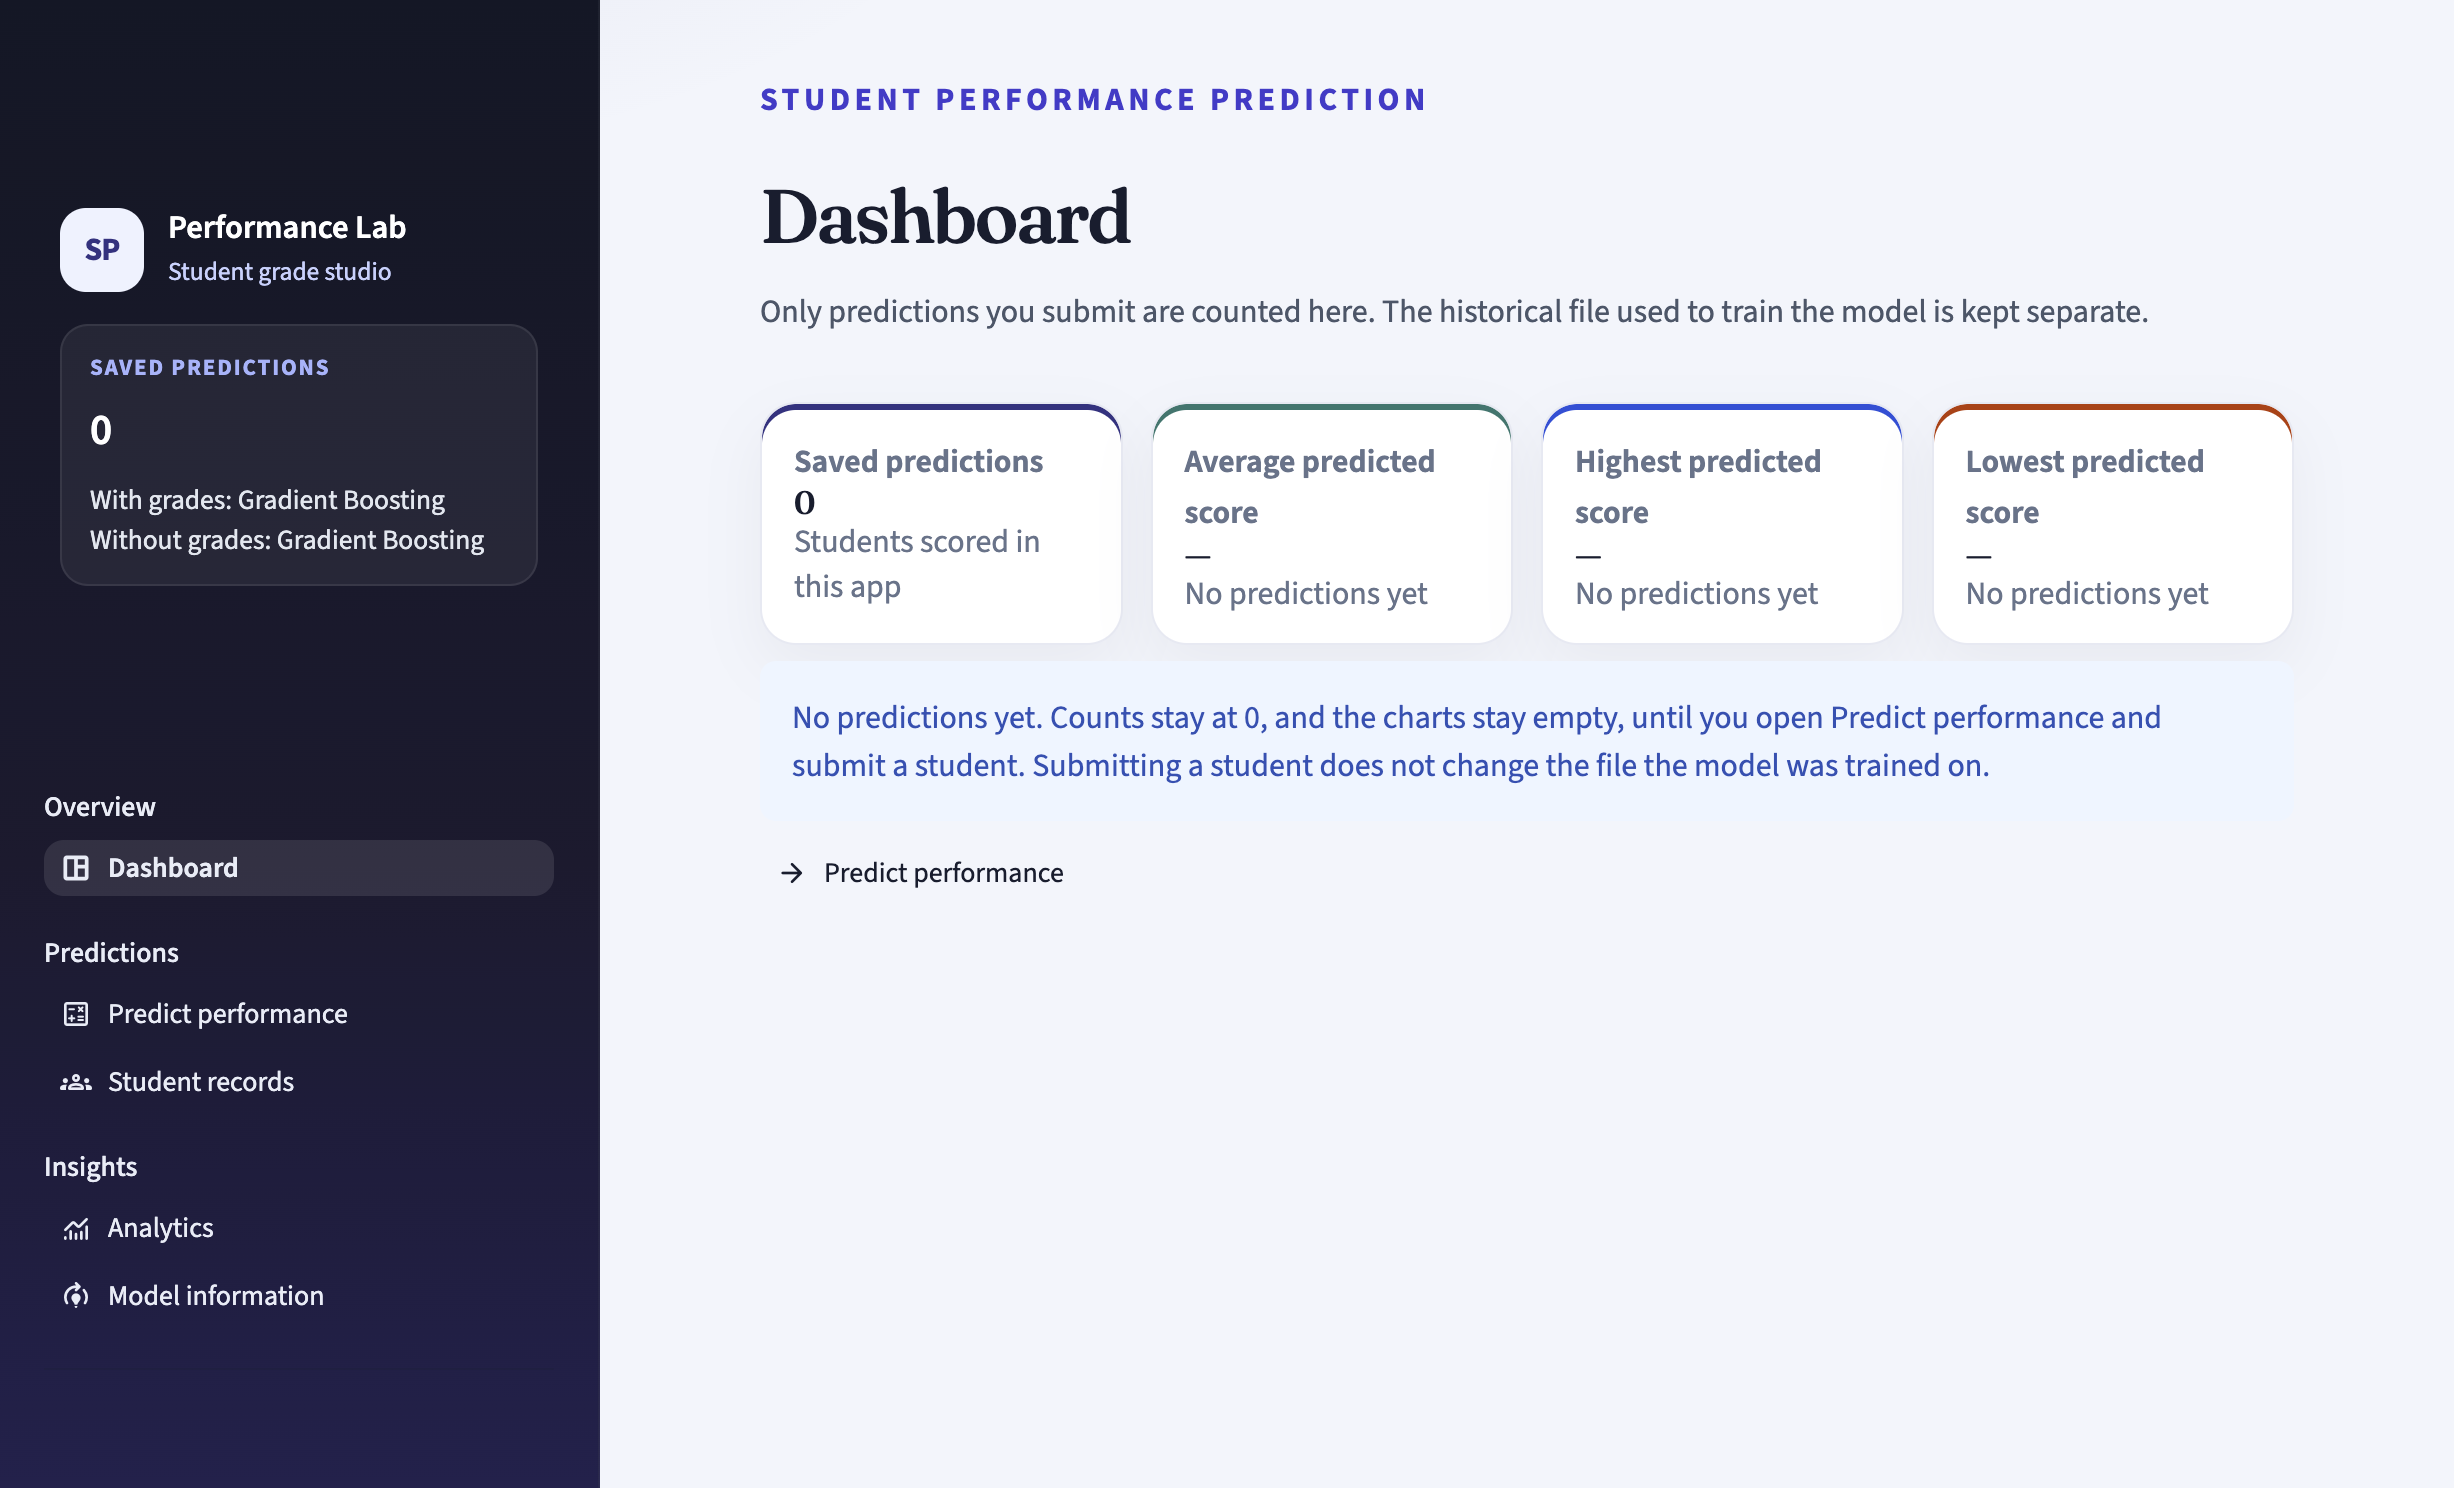 SP
Performance Lab
Student grade studio
SAVED PREDICTIONS
0
With grades: Gradient Boosting
Without grades: Gradient Boosting
Overview
Dashboard
Predictions
Predict performance
Student records
Insights
Analytics
Model information
STUDENT PERFORMANCE PREDICTION
Dashboard
Only predictions you submit are counted here. The historical file used to train the model is kept separate.
Saved predictions
0
Students scored in
this app
Average predicted
score
—
No predictions yet
Highest predicted
score
—
No predictions yet
Lowest predicted
score
—
No predictions yet
No predictions yet. Counts stay at 0, and the charts stay empty, until you open Predict performance and
submit a student. Submitting a student does not change the file the model was trained on.
Predict performance